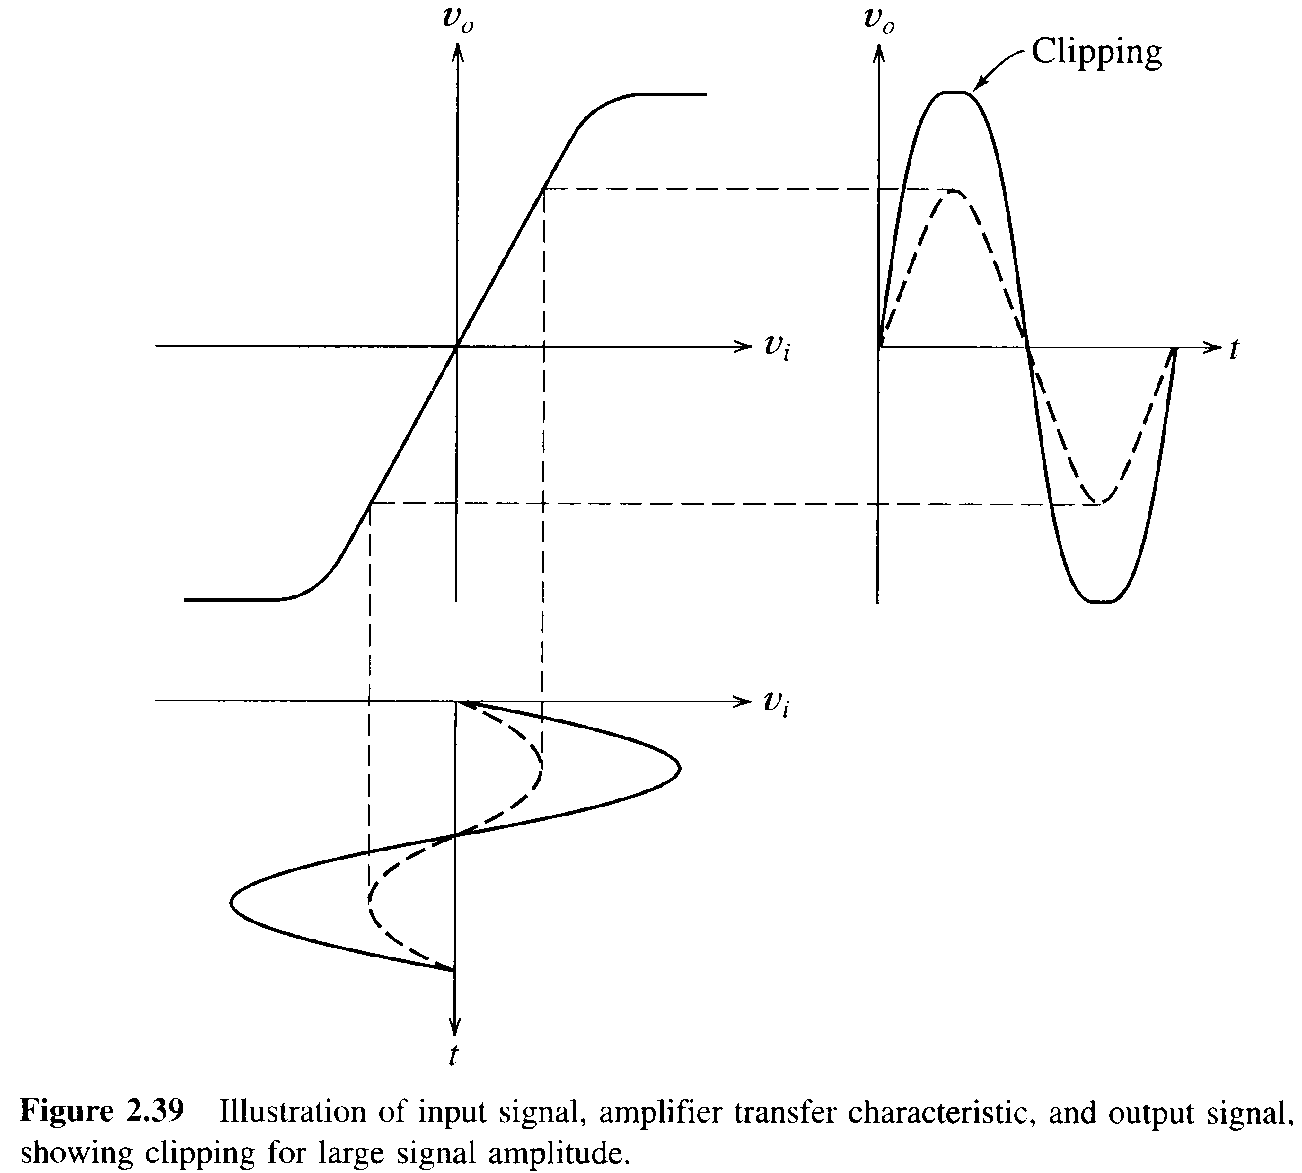 v_o
v_o
Clipping
v_i
t
v_i
t
Figure 2.39 Illustration of input signal, amplifier transfer characteristic, and output signal,
showing clipping for large signal amplitude.